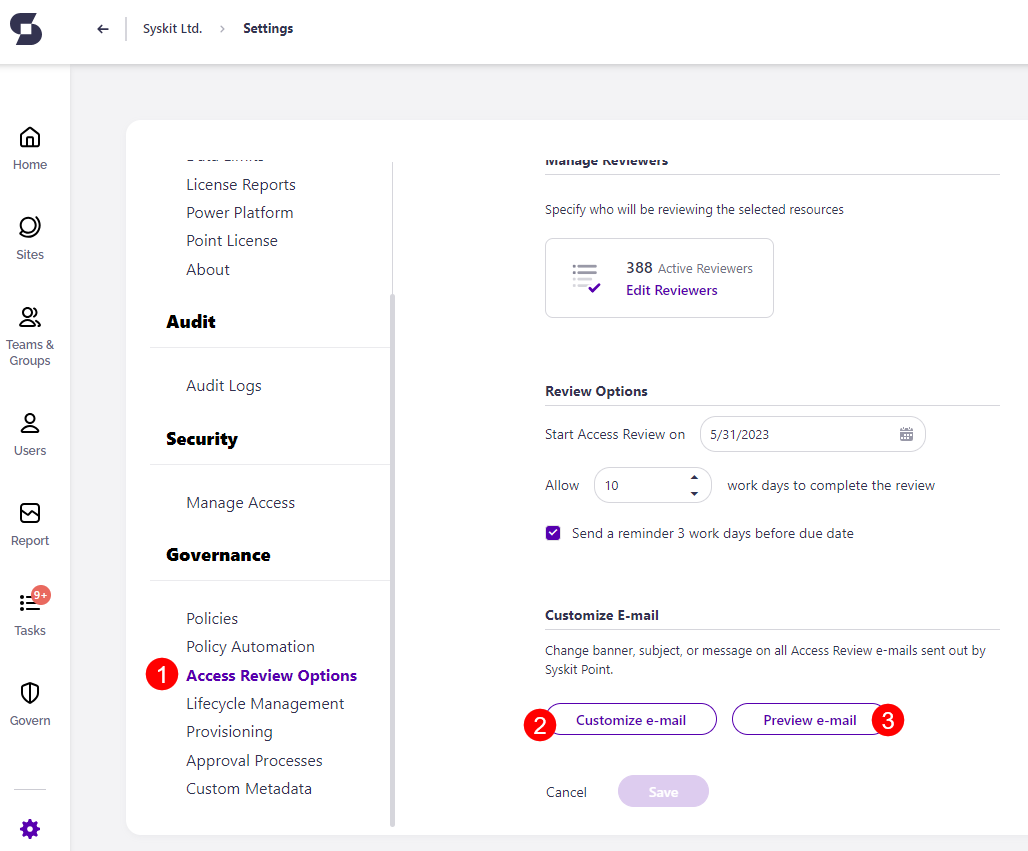 Syskit Ltd. > Settings
Home
Sites
Teams &
Groups
Users
Report
9+
Tasks
Govern
Data Limits
License Reports
Power Platform
Point License
About
Audit
Audit Logs
Security
Manage Access
Governance
Policies
Policy Automation
1 Access Review Options
Lifecycle Management
Provisioning
Approval Processes
Custom Metadata
Manage Reviewers
Specify who will be reviewing the selected resources
388 Active Reviewers
Edit Reviewers
Review Options
Start Access Review on 5/31/2023
Allow 10 work days to complete the review
Send a reminder 3 work days before due date
Customize E-mail
Change banner, subject, or message on all Access Review e-mails sent out by
Syskit Point.
2 Customize e-mail Preview e-mail 3
Cancel Save